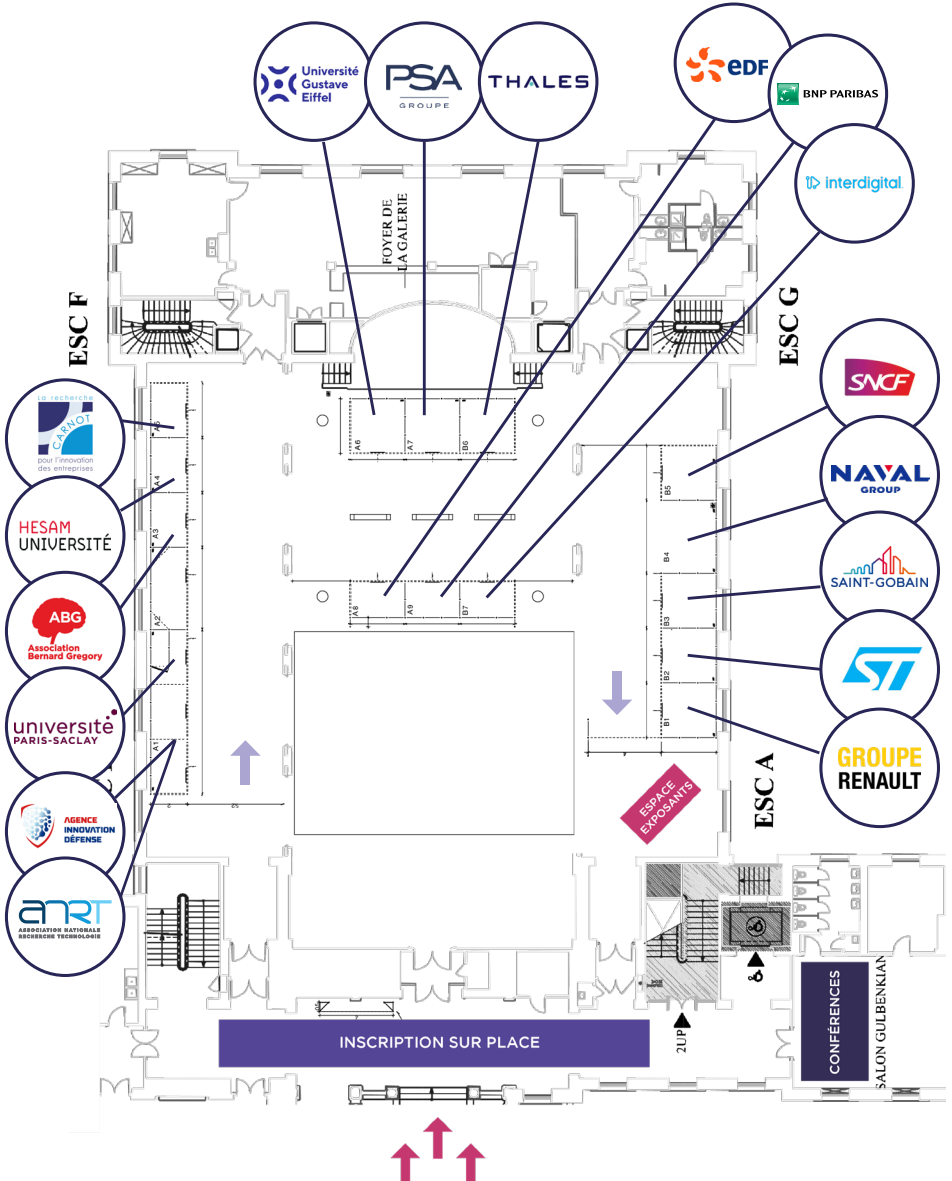 Université
Gustave
Eiffel
PSA
GROUPE
THALES
eDF
BNP PARIBAS
interdigital
FOYER DE
LA GALERIE
ESC F
ESC G
La recherche
CARNOT
pour l'innovation
des entreprises
HESAM
UNIVERSITÉ
ABG
Association
Bernard Gregory
université
PARIS-SACLAY
AGENCE
INNOVATION
DÉFENSE
anrt
ASSOCIATION NATIONALE
RECHERCHE TECHNOLOGIE
SNCF
NAVAL
GROUP
SAINT-GOBAIN
ST
GROUPE
RENAULT
A5
A4
A3
A2
A1
A6
A7
B6
A8
A9
B7
B5
B4
B3
B2
B1
ESPACE
EXPOSANTS
ESC A
INSCRIPTION SUR PLACE
2UP
CONFÉRENCES
SALON GULBENKIAN